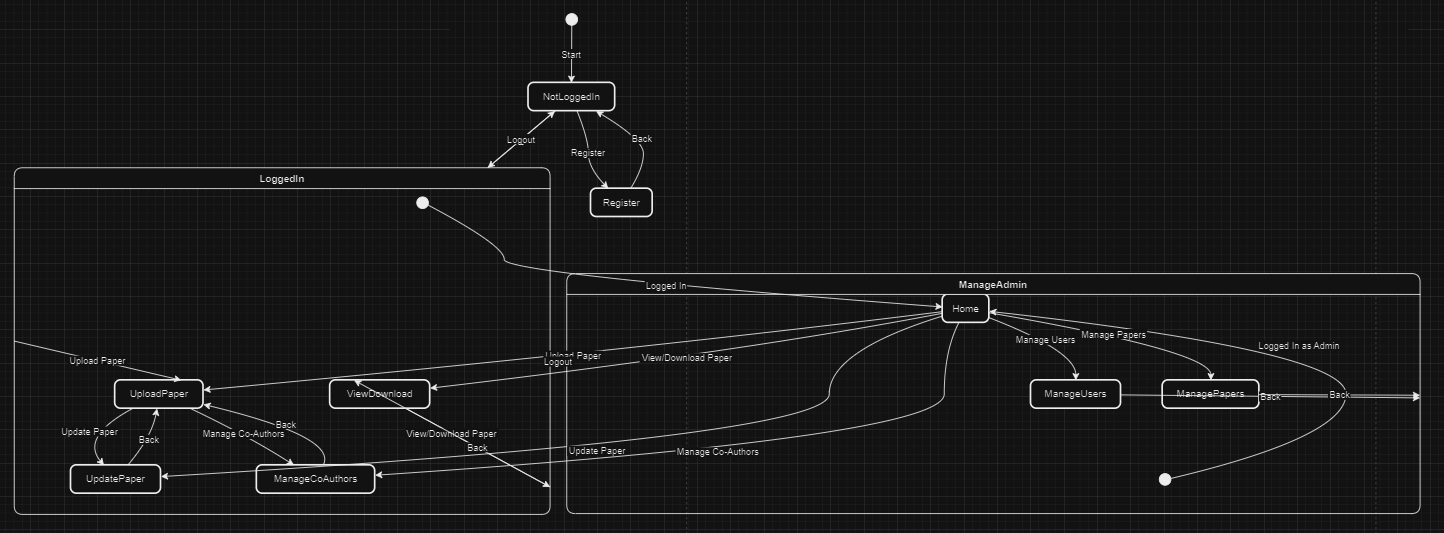 Start
NotLoggedIn
Logout
Register
Back
Register
LoggedIn
ManageAdmin
Logged In
Home
Upload Paper
Upload Paper
Logout
View/Download Paper
Manage Users
Manage Papers
Logged In as Admin
UploadPaper
ViewDownload
ManageUsers
ManagePapers
Back
Back
Update Paper
Back
Manage Co-Authors
Back
View/Download Paper
Back
Update Paper
Manage Co-Authors
UpdatePaper
ManageCoAuthors